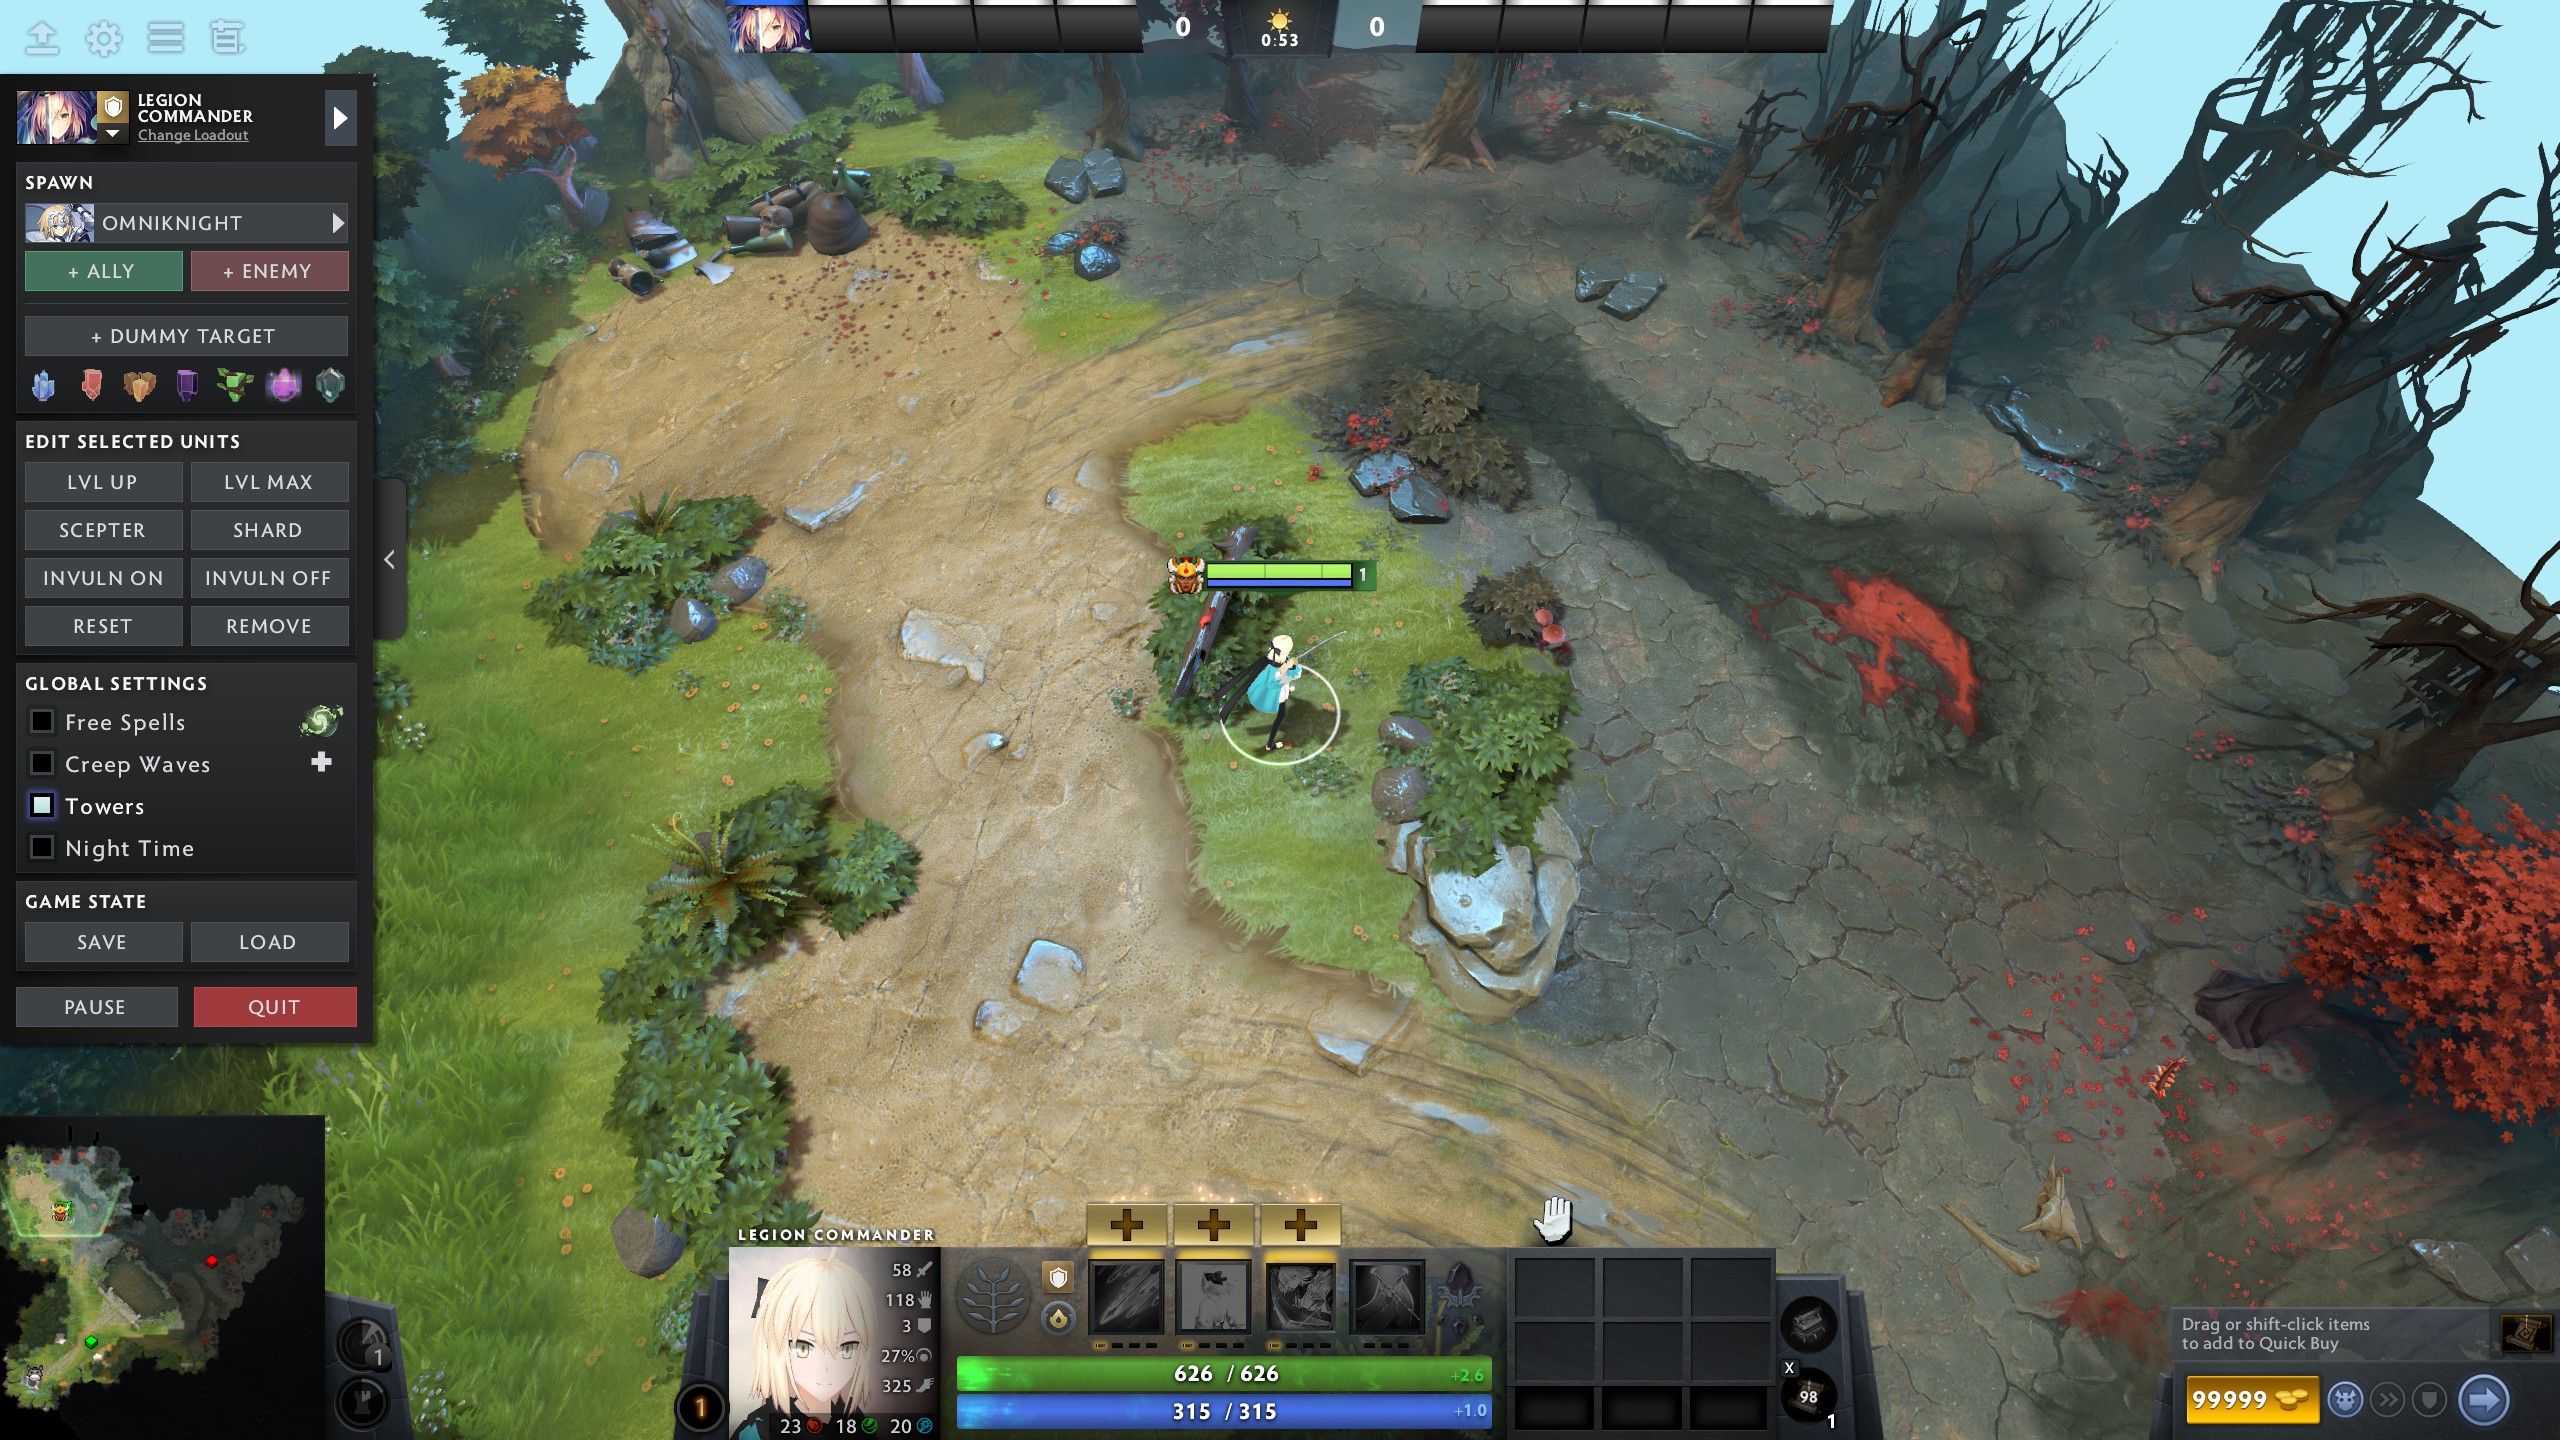 0
0:53
0
LEGION
COMMANDER
Change Loadout
SPAWN
OMNIKNIGHT
+ ALLY
+ ENEMY
+ DUMMY TARGET
EDIT SELECTED UNITS
LVL UP
LVL MAX
SCEPTER
SHARD
INVULN ON
INVULN OFF
RESET
REMOVE
GLOBAL SETTINGS
Free Spells
Creep Waves
Towers
Night Time
GAME STATE
SAVE
LOAD
PAUSE
QUIT
1
1
LEGION COMMANDER
58
118
3
27%
325
1
23
18
20
626 / 626
+2.6
315 / 315
+1.0
X
98
1
Drag or shift-click items
to add to Quick Buy
99999